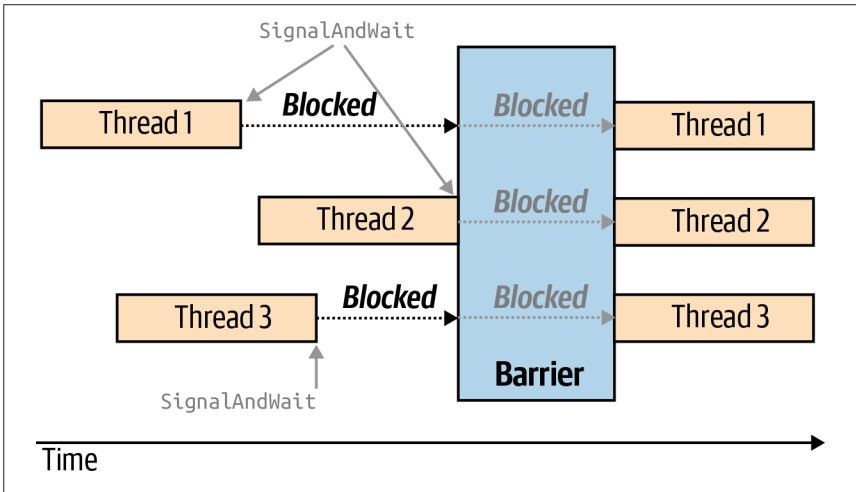 SignalAndWait
Thread 1
Blocked
Blocked
Thread 1
Thread 2
Blocked
Thread 2
Thread 3
Blocked
Blocked
Thread 3
Barrier
SignalAndWait
Time